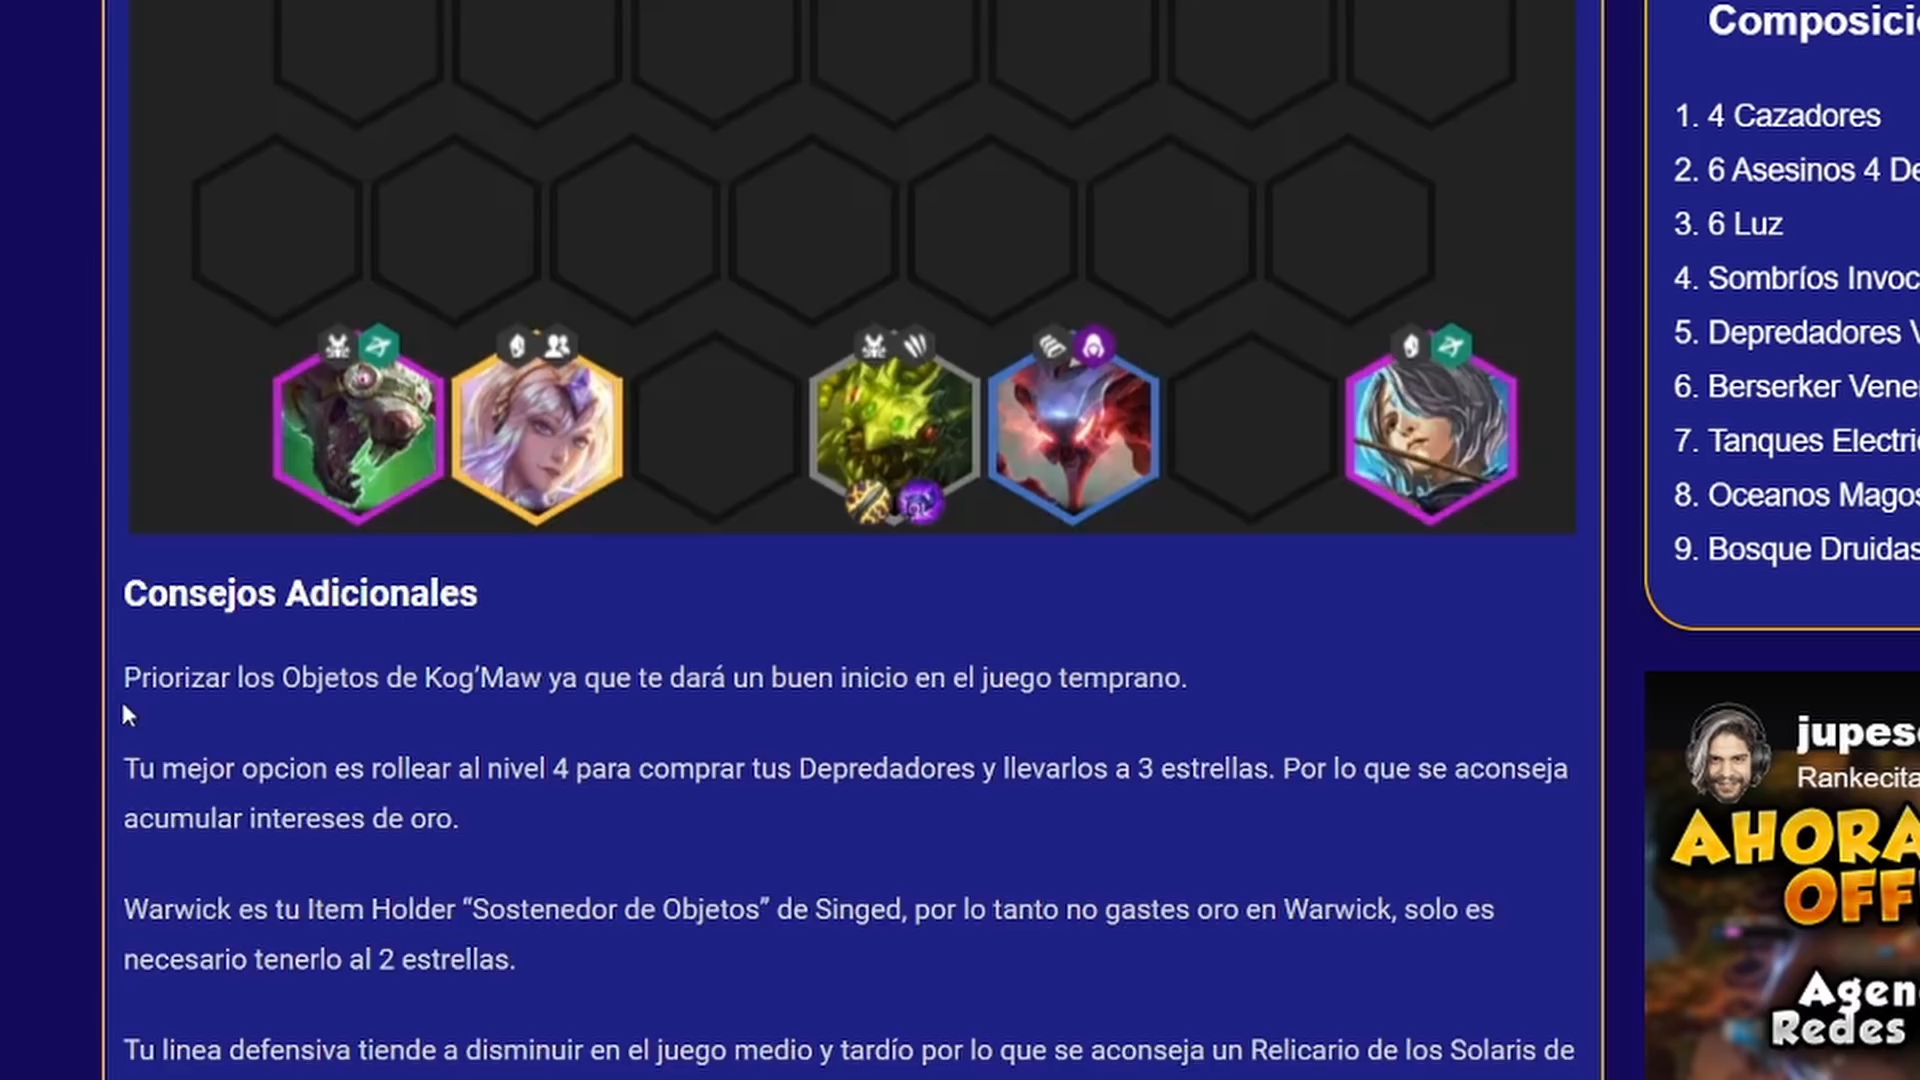 Composici
1. 4 Cazadores
2. 6 Asesinos 4 De
3. 6 Luz
4. Sombríos Invoc
5. Depredadores V
6. Berserker Vene
7. Tanques Electri
8. Oceanos Magos
9. Bosque Druidas
Consejos Adicionales
Priorizar los Objetos de Kog’Maw ya que te dará un buen inicio en el juego temprano.
Tu mejor opcion es rollear al nivel 4 para comprar tus Depredadores y llevarlos a 3 estrellas. Por lo que se aconseja
acumular intereses de oro.
Warwick es tu Item Holder “Sostenedor de Objetos” de Singed, por lo tanto no gastes oro en Warwick, solo es
necesario tenerlo al 2 estrellas.
Tu linea defensiva tiende a disminuir en el juego medio y tardío por lo que se aconseja un Relicario de los Solaris de
jupese
Rankecita
AHORA
OFF
Agen
Redes